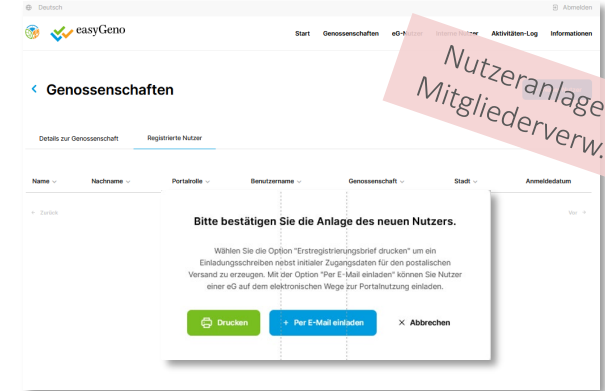 Deutsch
Abmelden
easyGeno
Start Genossenschaften eG-Nutzer Interne Nutzer Aktivitäten-Log Informationen
Nutzeranlage
Mitgliederverw.
Genossenschaften
Details zur Genossenschaft Registrierte Nutzer
Name Nachname Portalrolle Benutzername Genossenschaft Stadt Anmeldedatum
Zurück Vor
Bitte bestätigen Sie die Anlage des neuen Nutzers.
Wählen Sie die Option "Erstregistrierungsbrief drucken" um ein
Einladungsschreiben nebst initialer Zugangsdaten für den postalischen
Versand zu erzeugen. Mit der Option "Per E-Mail einladen" können Sie Nutzer
einer eG auf dem elektronischen Wege zur Portalnutzung einladen.
Drucken + Per E-Mail einladen × Abbrechen